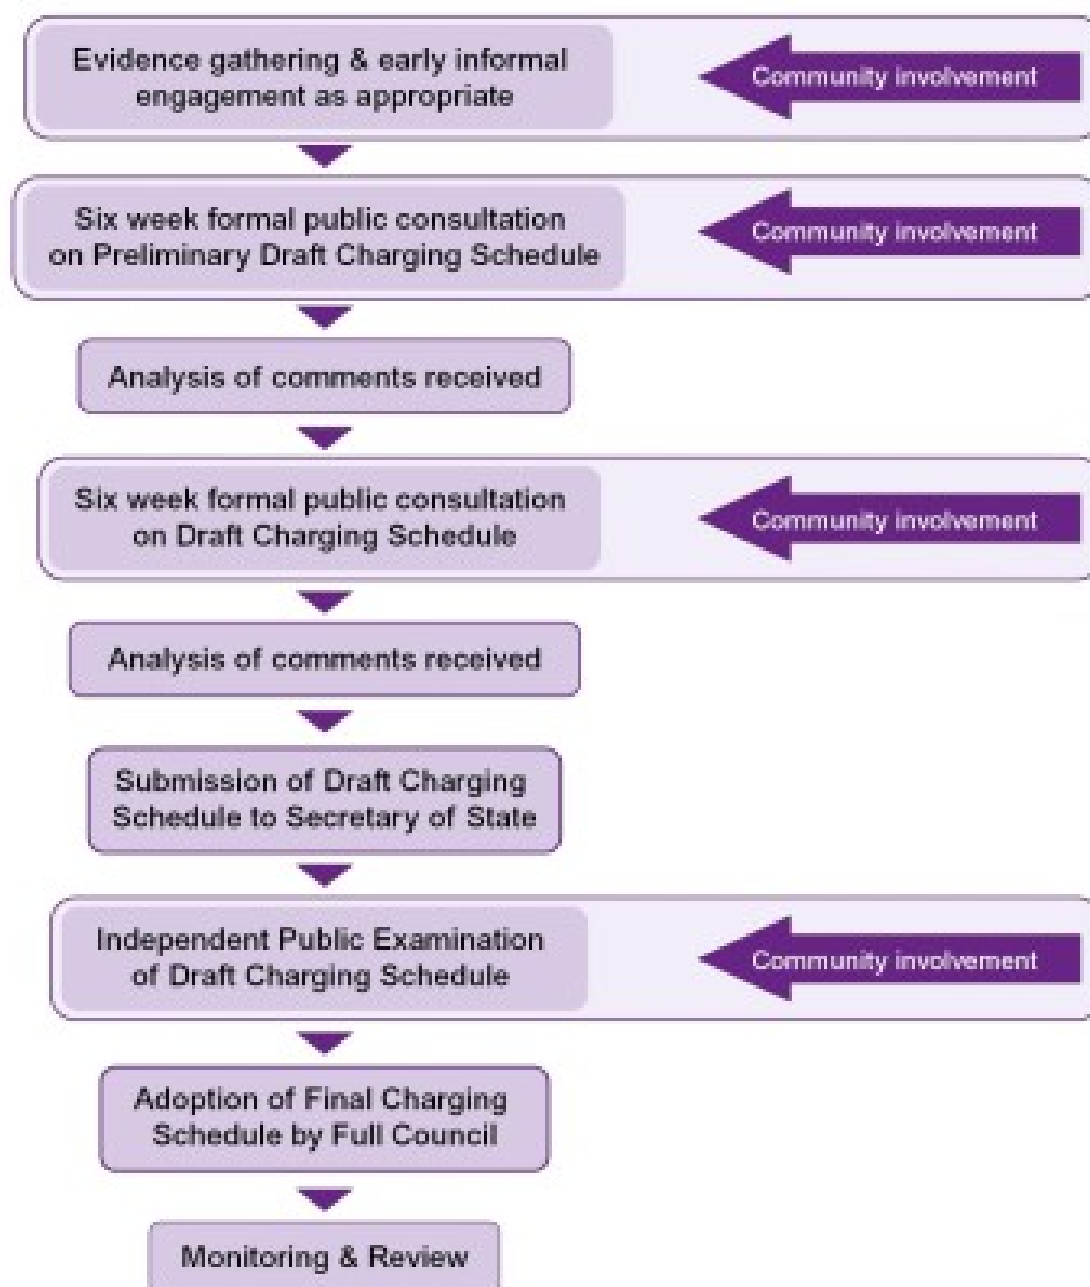 Evidence gathering & early informal
engagement as appropriate
Community involvement
Six week formal public consultation
on Preliminary Draft Charging Schedule
Community involvement
Analysis of comments received
Six week formal public consultation
on Draft Charging Schedule
Community involvement
Analysis of comments received
Submission of Draft Charging
Schedule to Secretary of State
Independent Public Examination
of Draft Charging Schedule
Community involvement
Adoption of Final Charging
Schedule by Full Council
Monitoring & Review